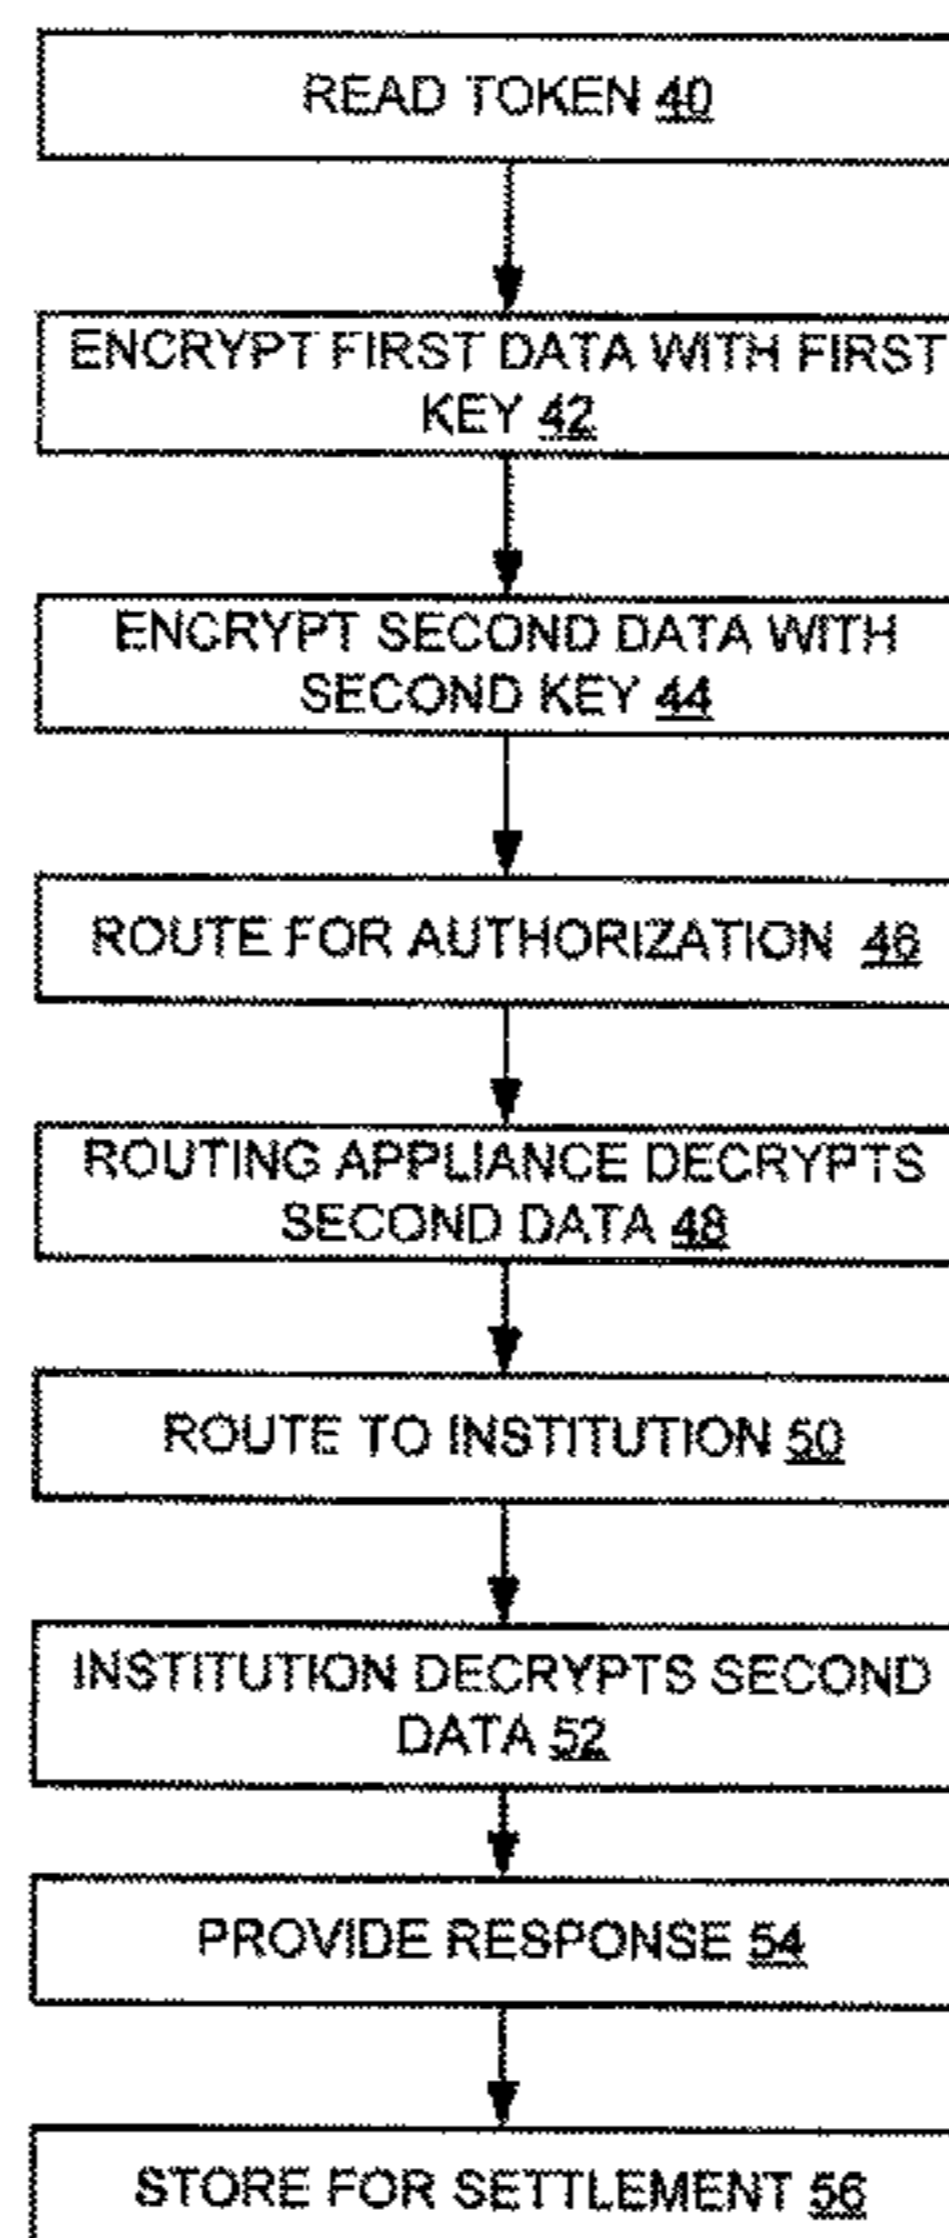 READ TOKEN 40
ENCRYPT FIRST DATA WITH FIRST
KEY 42
ENCRYPT SECOND DATA WITH
SECOND KEY 44
ROUTE FOR AUTHORIZATION 46
ROUTING APPLIANCE DECRYPTS
SECOND DATA 48
ROUTE TO INSTITUTION 50
INSTITUTION DECRYPTS SECOND
DATA 52
PROVIDE RESPONSE 54
STORE FOR SETTLEMENT 56